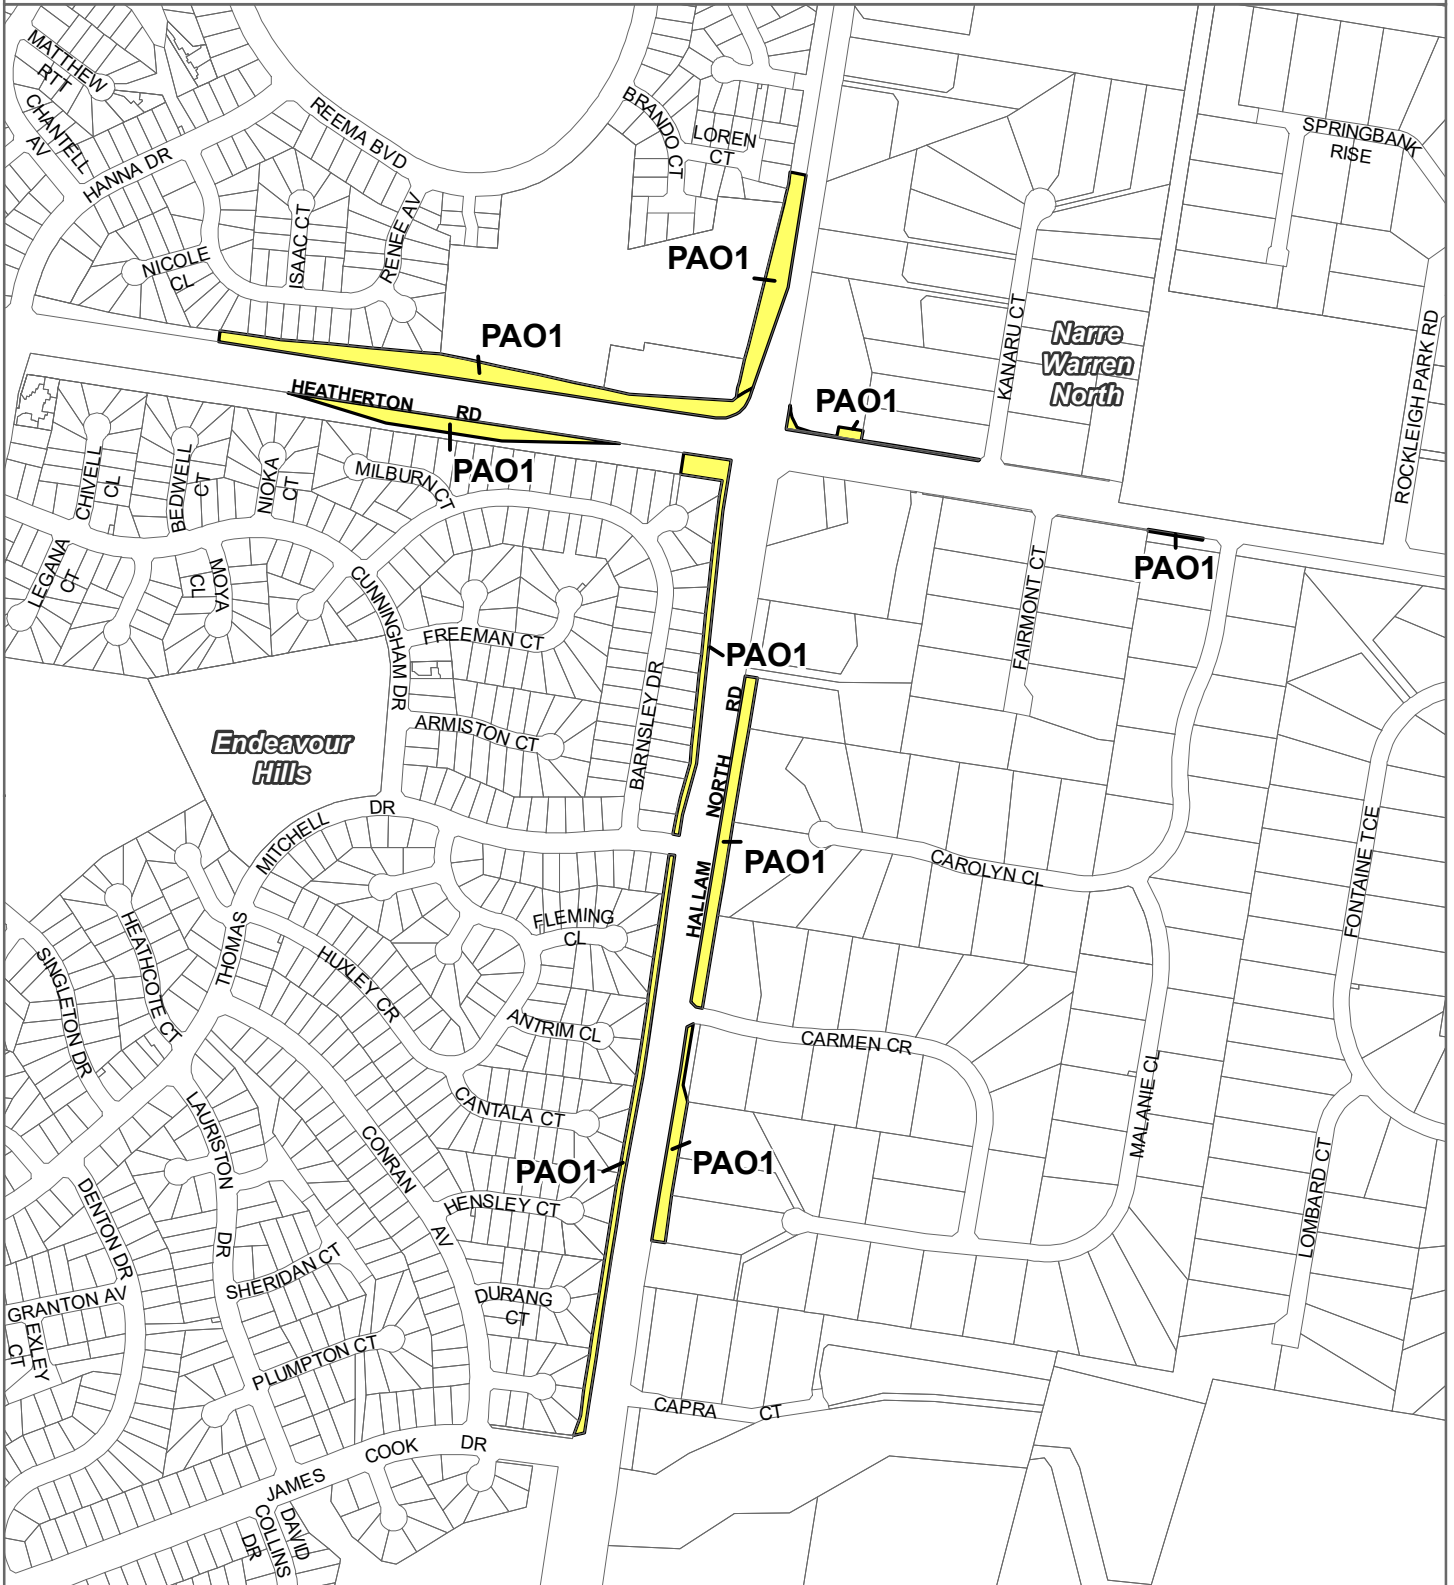 MATTHEW
RTT
CHANTELL
AV
HANNA DR
REEMA BVD
BRANDO CT
LOREN
CT
SPRINGBANK
RISE
NICOLE
CL
ISAAC CT
RENEE AV
PAO1
PAO1
KANARU CT
Narre
Warren
North
ROCKLEIGH PARK RD
HEATHERTON RD
PAO1
PAO1
CHIVELL
CL
BEDWELL
CT
NIOKA
CT
MILBURN CT
LEGANA
CT
MOYA
CL
CUNNINGHAM DR
FREEMAN CT
FAIRMONT CT
PAO1
PAO1
ARMISTON CT
BARNSLEY DR
Endeavour
Hills
HALLAM NORTH RD
THOMAS MITCHELL DR
PAO1
CAROLYN CL
FONTAINE TCE
HEATHCOTE CT
SINGLETON DR
HUXLEY CR
FLEMING
CL
ANTRIM CL
CARMEN CR
CANTALA CT
LAURISTON DR
CONRAN AV
MALANIE CL
PAO1
PAO1
HENSLEY CT
DENTON DR
LOMBARD CT
SHERIDAN CT
GRANTON AV
DURANG
CT
EXLEY
CT
PLUMPTON CT
CAPRA CT
JAMES COOK DR
DAVID
COLLINS
DR